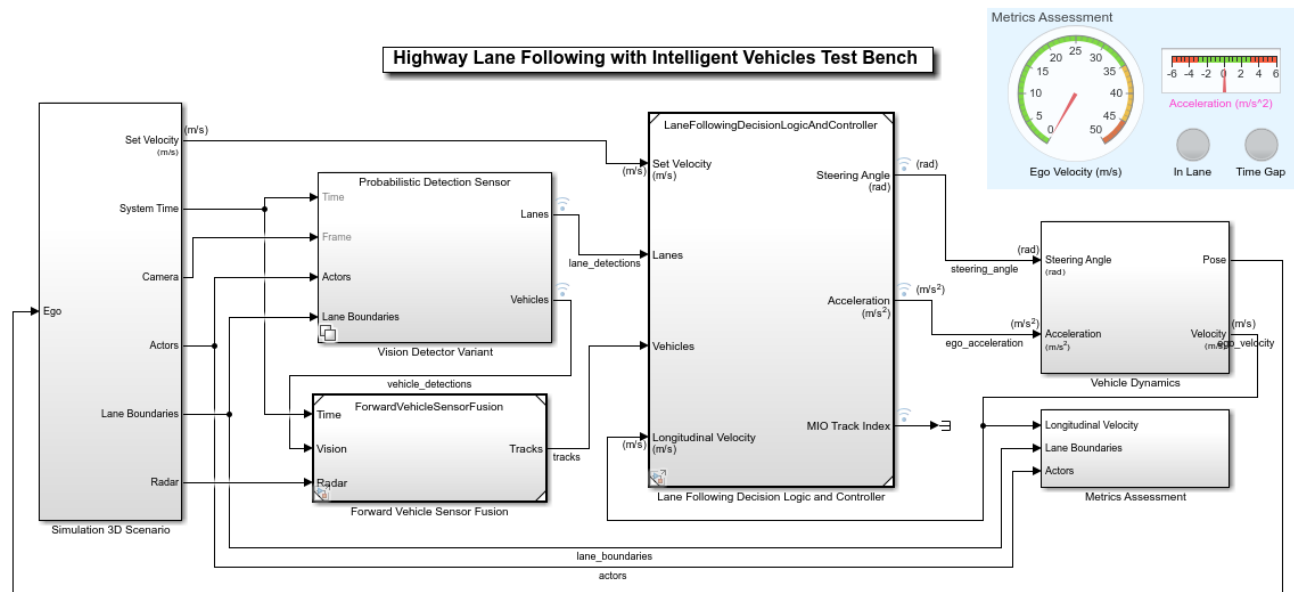 Metrics Assessment
Highway Lane Following with Intelligent Vehicles Test Bench
0
5
10
15
20
25
30
35
40
45
50
Ego Velocity (m/s)
-6 -4 -2 0 2 4 6
Acceleration (m/s^2)
In Lane
Time Gap
Ego
Set Velocity
(m/s)
System Time
Camera
Actors
Lane Boundaries
Radar
Simulation 3D Scenario
(m/s)
Probabilistic Detection Sensor
Time
Frame
Actors
Lane Boundaries
Lanes
Vehicles
Vision Detector Variant
lane_detections
vehicle_detections
ForwardVehicleSensorFusion
Time
Vision
Radar
Tracks
Forward Vehicle Sensor Fusion
tracks
LaneFollowingDecisionLogicAndController
(m/s)
Set Velocity
(m/s)
Lanes
Vehicles
(m/s)
Longitudinal Velocity
(m/s)
Steering Angle
(rad)
Acceleration
(m/s²)
MIO Track Index
Lane Following Decision Logic and Controller
(rad)
steering_angle
(m/s²)
ego_acceleration
(rad)
Steering Angle
(rad)
(m/s²)
Acceleration
(m/s²)
Pose
Velocity
(m/s)
(m/s)
ego_velocity
Vehicle Dynamics
Longitudinal Velocity
Lane Boundaries
Actors
Metrics Assessment
lane_boundaries
actors